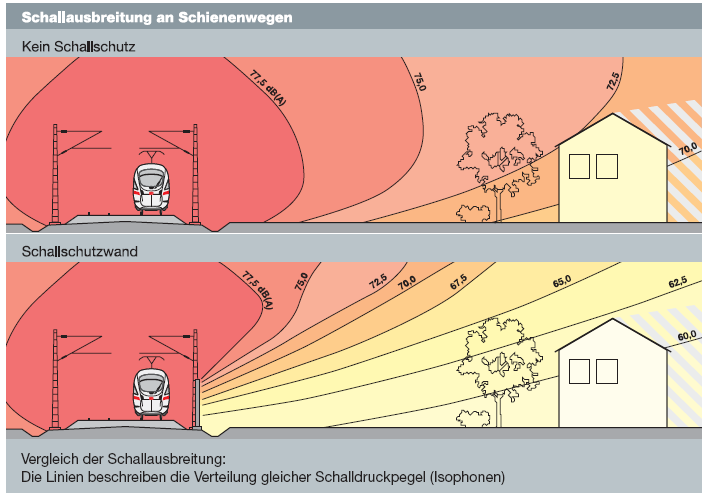 Schallausbreitung an Schienenwegen
Kein Schallschutz
77,5 dB(A)
75,0
72,5
70,0
Schallschutzwand
77,5 dB(A)
75,0
72,5
70,0
67,5
65,0
62,5
60,0
Vergleich der Schallausbreitung:
Die Linien beschreiben die Verteilung gleicher Schalldruckpegel (Isophonen)